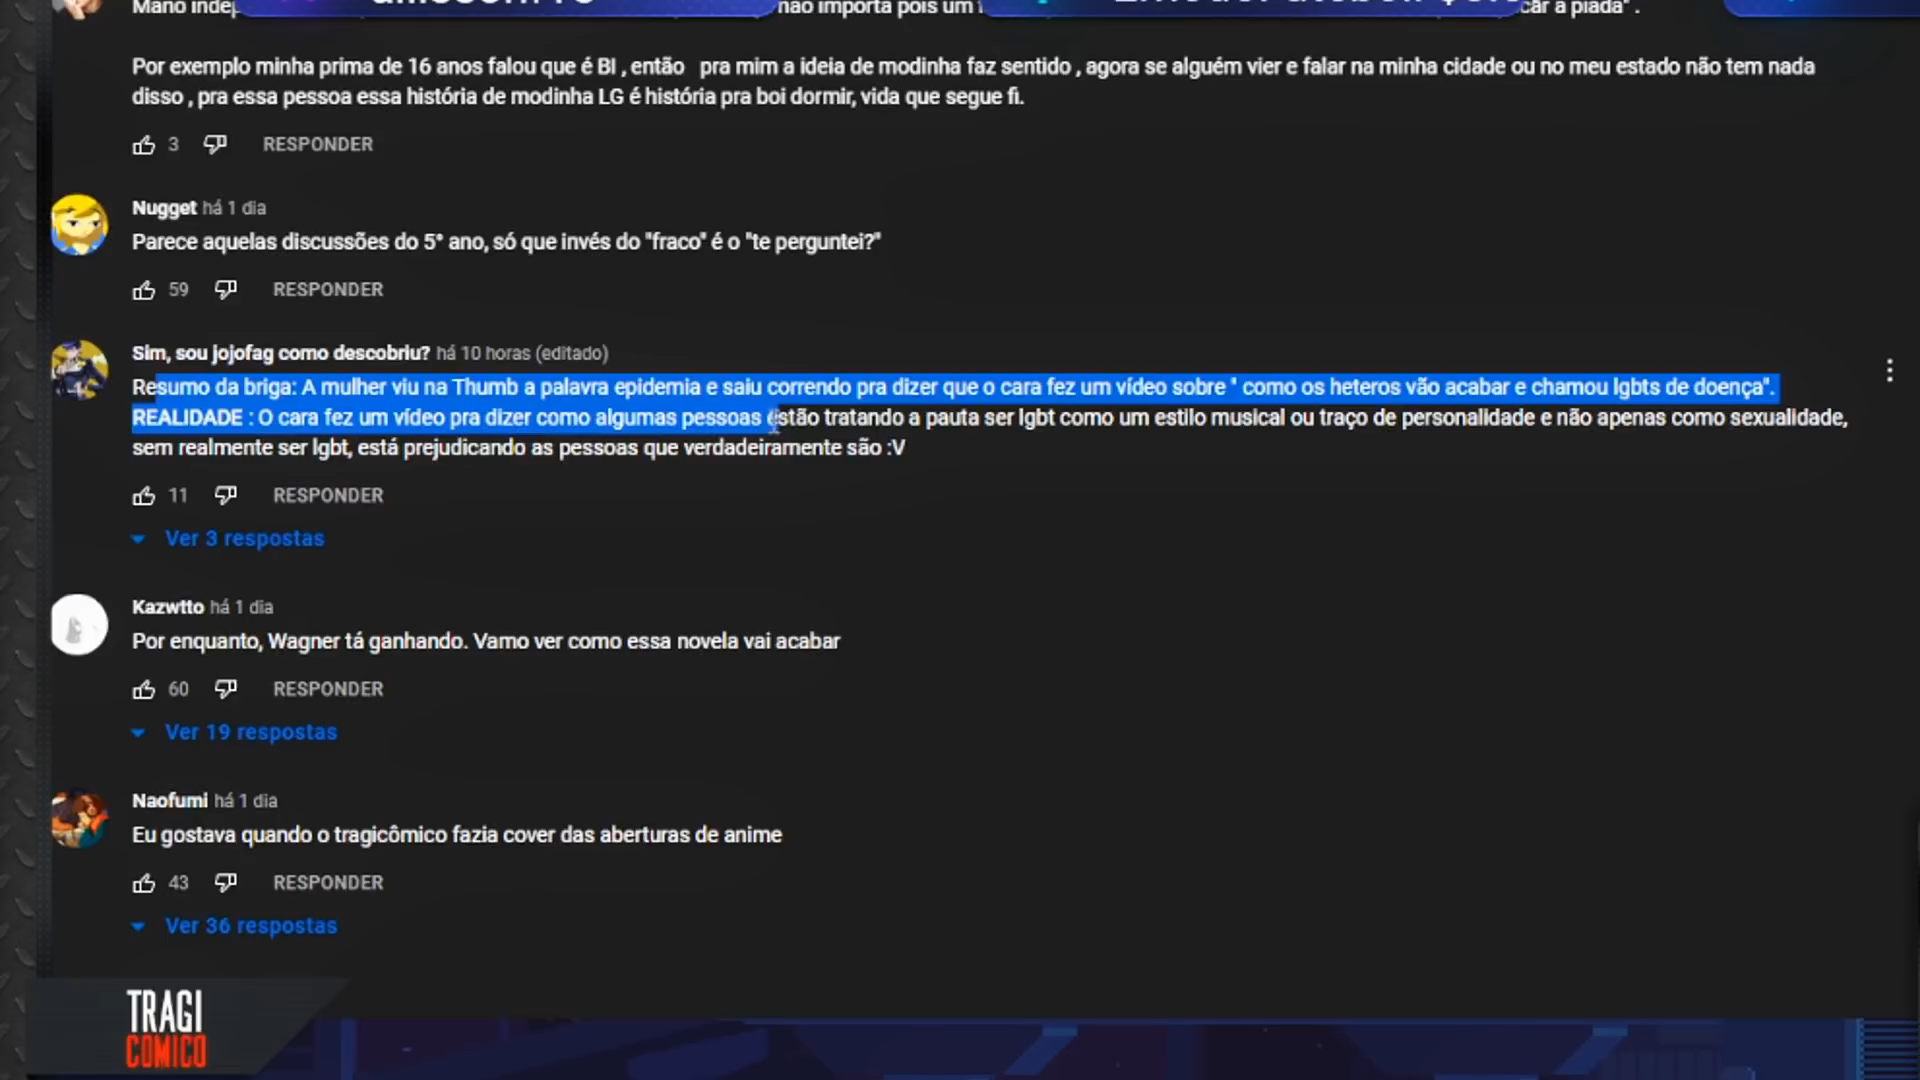 Mano não importa pois um car a piada" .
Por exemplo minha prima de 16 anos falou que é BI , então pra mim a ideia de modinha faz sentido , agora se alguém vier e falar na minha cidade ou no meu estado não tem nada
disso , pra essa pessoa essa história de modinha LG é história pra boi dormir, vida que segue fi.
3 RESPONDER
Nugget há 1 dia
Parece aquelas discussões do 5° ano, só que invés do "fraco" é o "te perguntei?"
59 RESPONDER
Sim, sou jojofag como descobriu? há 10 horas (editado)
Resumo da briga: A mulher viu na Thumb a palavra epidemia e saiu correndo pra dizer que o cara fez um vídeo sobre " como os heteros vão acabar e chamou lgbts de doença".
REALIDADE : O cara fez um vídeo pra dizer como algumas pessoas estão tratando a pauta ser lgbt como um estilo musical ou traço de personalidade e não apenas como sexualidade,
sem realmente ser lgbt, está prejudicando as pessoas que verdadeiramente são :V
11 RESPONDER
Ver 3 respostas
Kazwtto há 1 dia
Por enquanto, Wagner tá ganhando. Vamo ver como essa novela vai acabar
60 RESPONDER
Ver 19 respostas
Naofumi há 1 dia
Eu gostava quando o tragicômico fazia cover das aberturas de anime
43 RESPONDER
Ver 36 respostas
TRAGI
COMICO